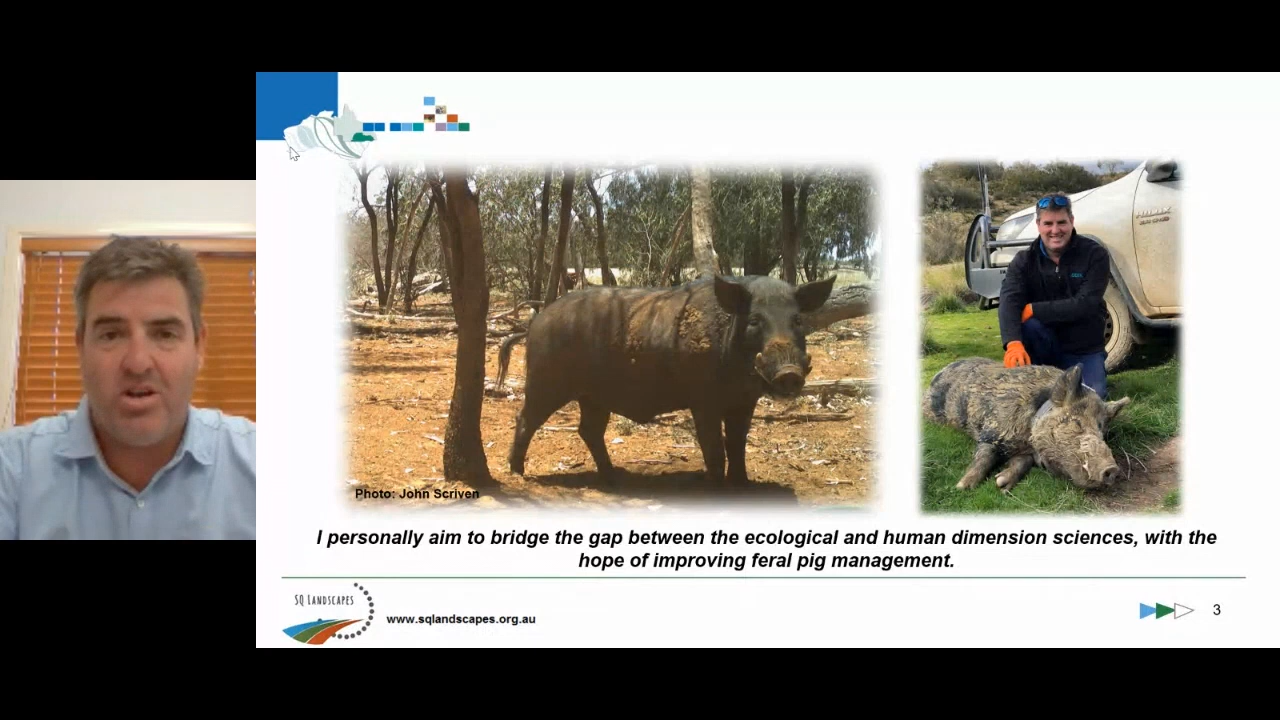 HILUX
Photo: John Scriven
I personally aim to bridge the gap between the ecological and human dimension sciences, with the
hope of improving feral pig management.
SQ LANDSCAPES
www.sqlandscapes.org.au
3